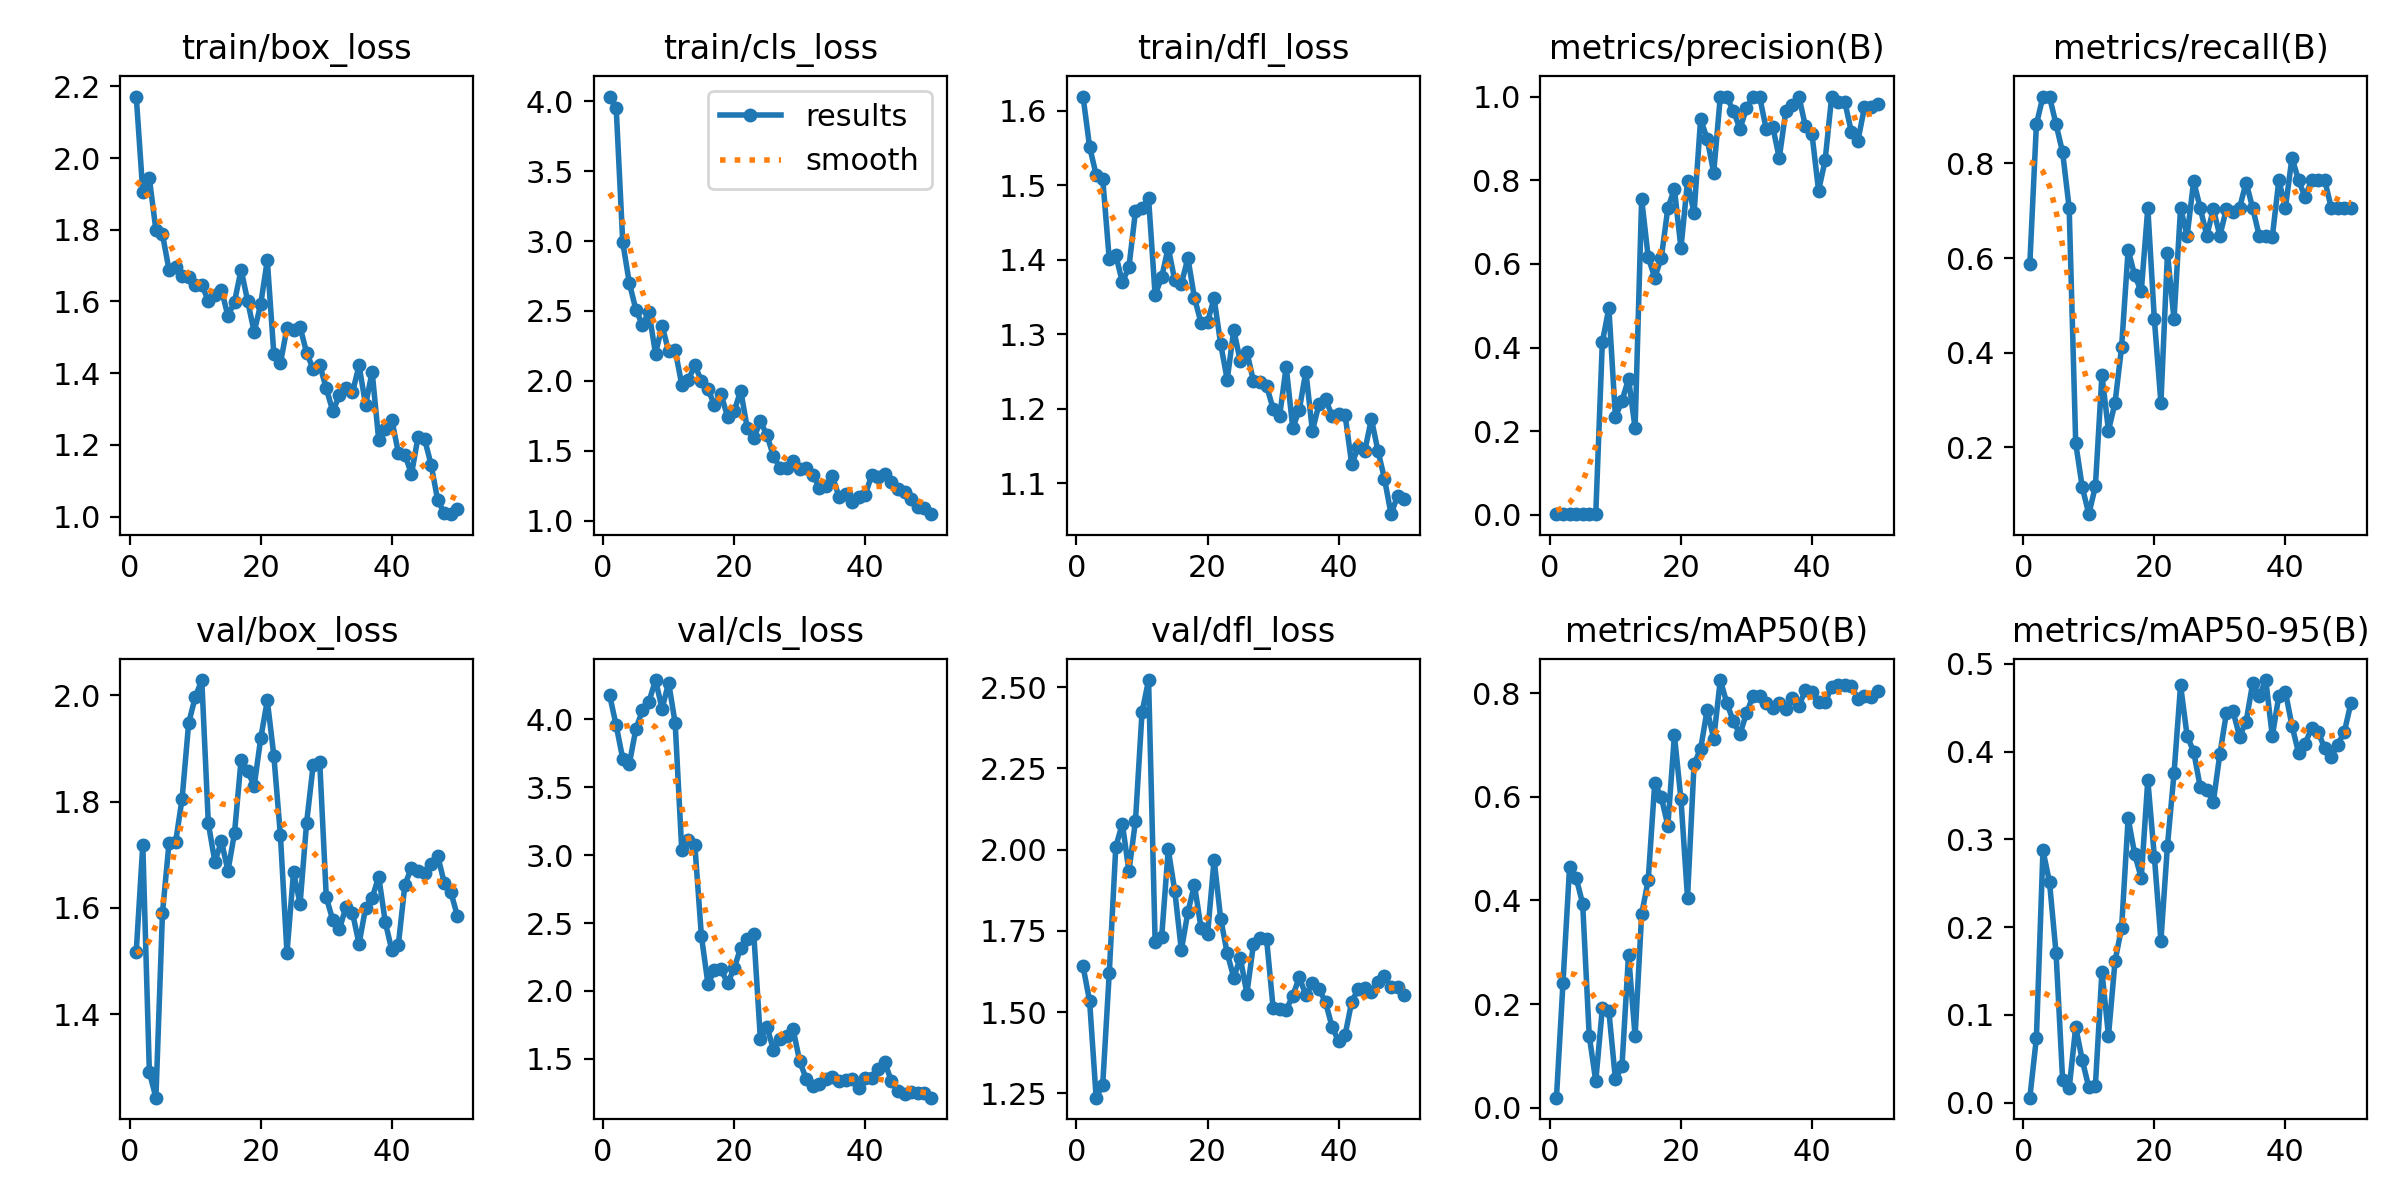 train/box_loss
train/cls_loss
train/dfl_loss
metrics/precision(B)
metrics/recall(B)
2.2
2.0
1.8
1.6
1.4
1.2
1.0
0 20 40
4.0
3.5
3.0
2.5
2.0
1.5
1.0
0 20 40
results
smooth
1.6
1.5
1.4
1.3
1.2
1.1
0 20 40
1.0
0.8
0.6
0.4
0.2
0.0
0 20 40
0.8
0.6
0.4
0.2
0 20 40
val/box_loss
val/cls_loss
val/dfl_loss
metrics/mAP50(B)
metrics/mAP50-95(B)
2.0
1.8
1.6
1.4
0 20 40
4.0
3.5
3.0
2.5
2.0
1.5
0 20 40
2.50
2.25
2.00
1.75
1.50
1.25
0 20 40
0.8
0.6
0.4
0.2
0.0
0 20 40
0.5
0.4
0.3
0.2
0.1
0.0
0 20 40